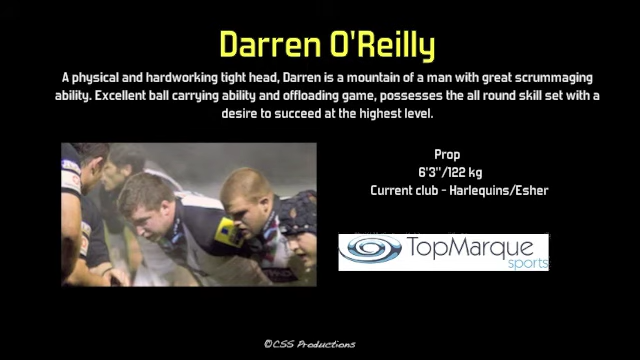 Darren O'Reilly
A physical and hardworking tight head, Darren is a mountain of a man with great scrummaging
ability. Excellent ball carrying ability and offloading game, possesses the all round skill set with a
desire to succeed at the highest level.
Prop
6'3"/122 kg
Current club - Harlequins/Esher
TopMarque
sports
©CSS Productions